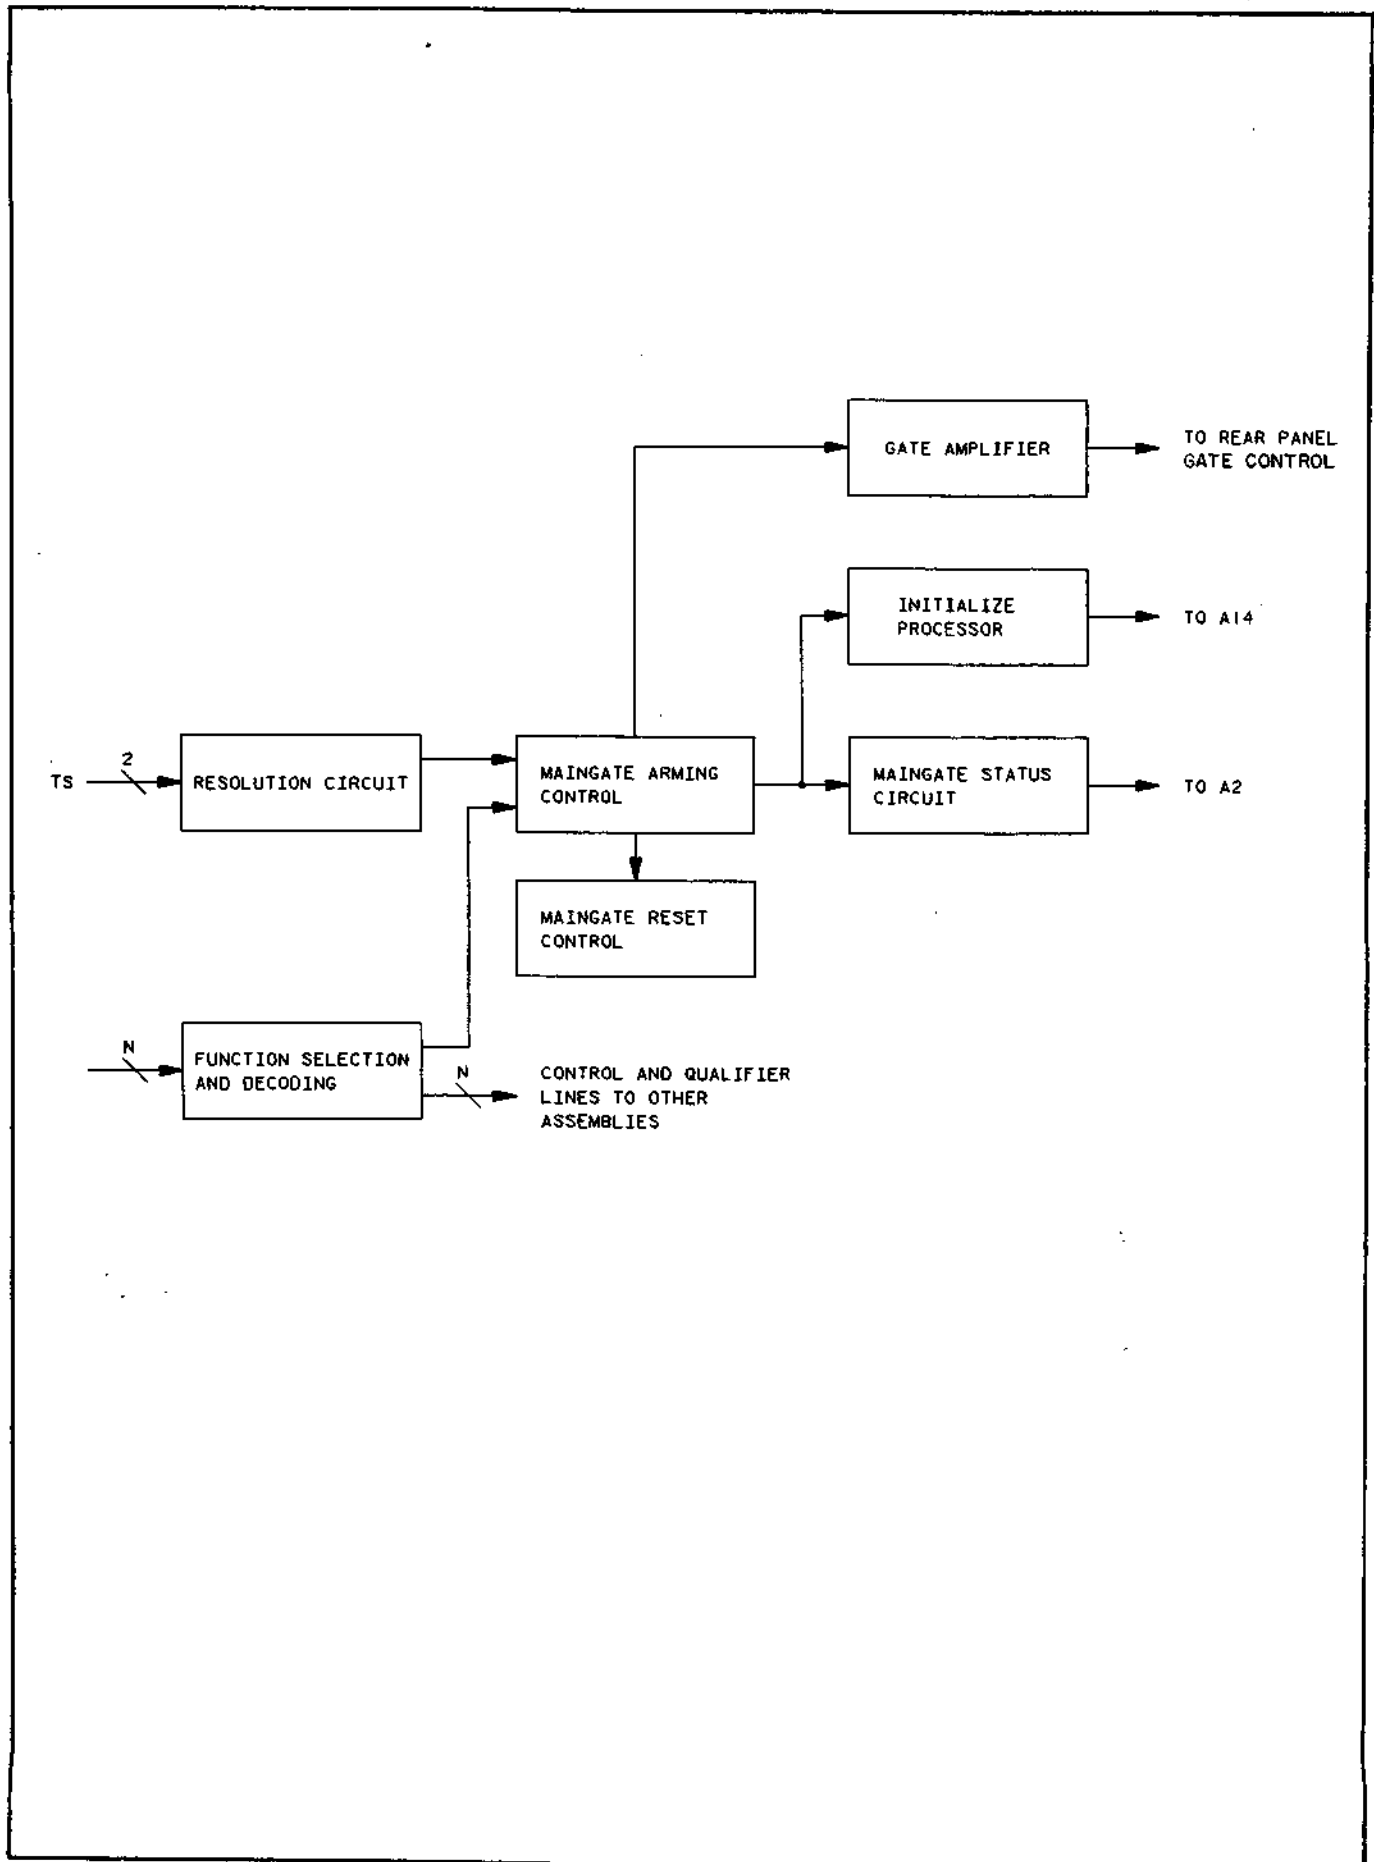 GATE AMPLIFIER
TO REAR PANEL
GATE CONTROL
INITIALIZE
PROCESSOR
TO A14
2
TS
RESOLUTION CIRCUIT
MAINGATE ARMING
CONTROL
MAINGATE STATUS
CIRCUIT
TO A2
MAINGATE RESET
CONTROL
N
FUNCTION SELECTION
AND DECODING
N
CONTROL AND QUALIFIER
LINES TO OTHER
ASSEMBLIES